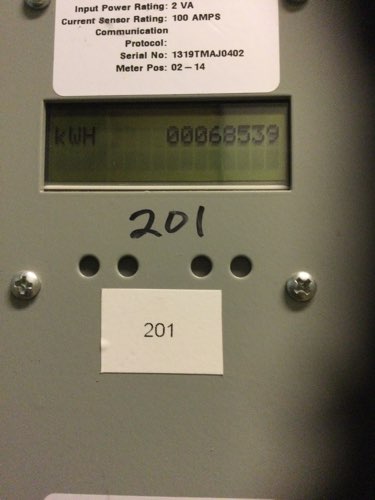 Input Power Rating: 2 VA
Current Sensor Rating: 100 AMPS
Communication
Protocol:
Serial No: 1319TMAJ0402
Meter Pos: 02-14
kWH 00068539
201
201